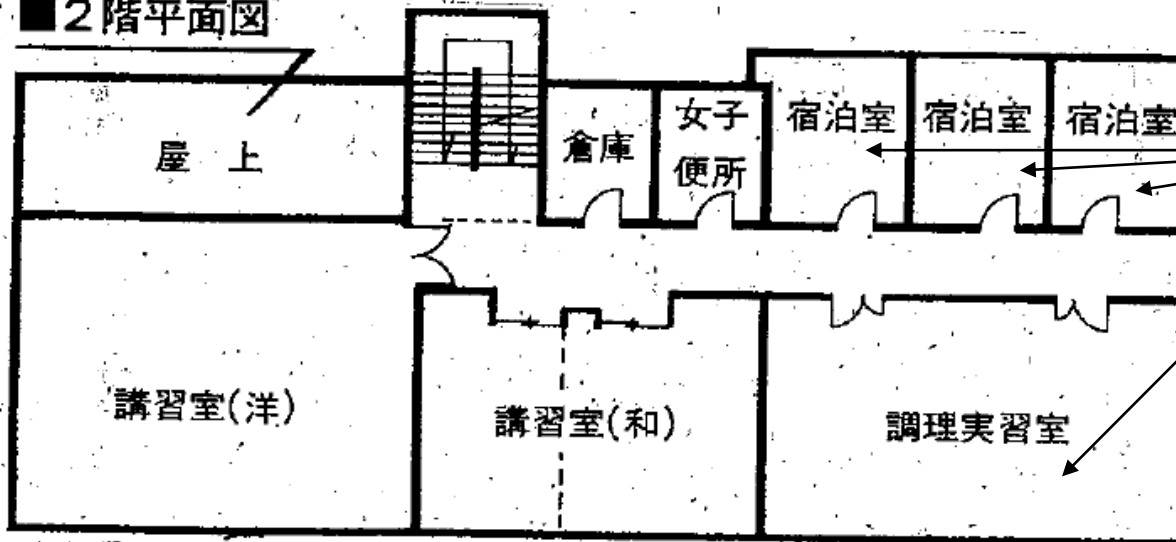 ■2階平面図
屋 上
倉庫
女子
便所
宿泊室
宿泊室
宿泊室
講習室(洋)
講習室(和)
調理実習室